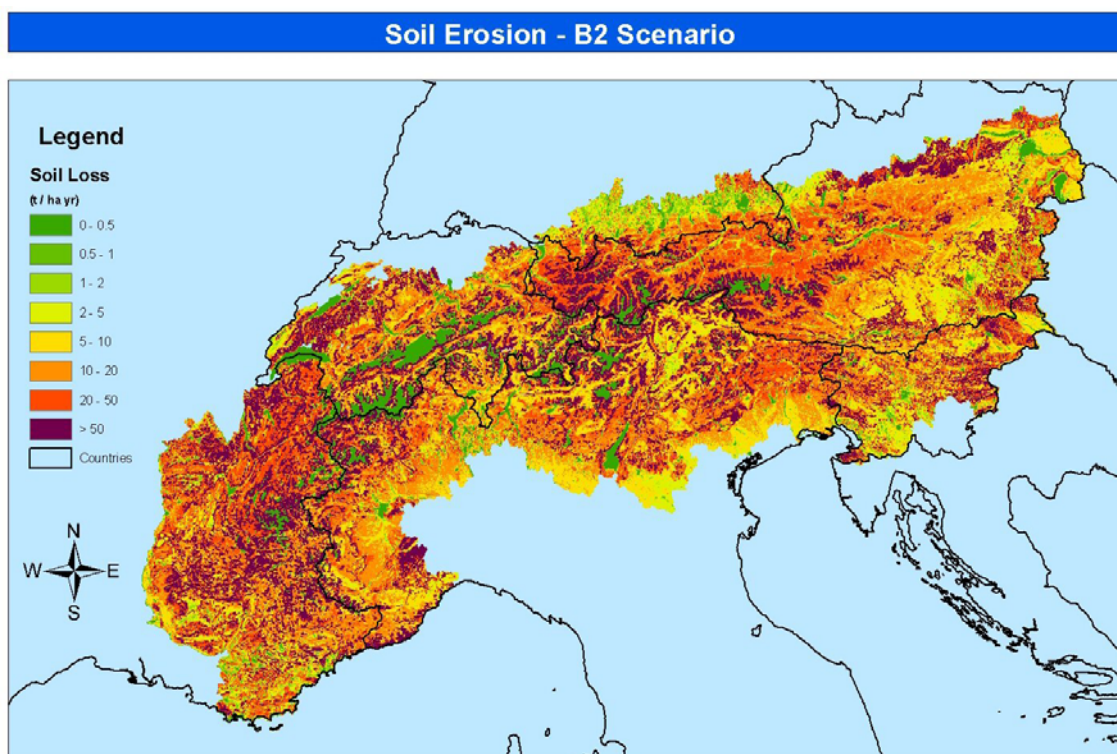 Soil Erosion - B2 Scenario
Legend
Soil Loss
(t / ha yr)
0 - 0.5
0.5 - 1
1 - 2
2 - 5
5 - 10
10 - 20
20 - 50
> 50
Countries
N
W E
S